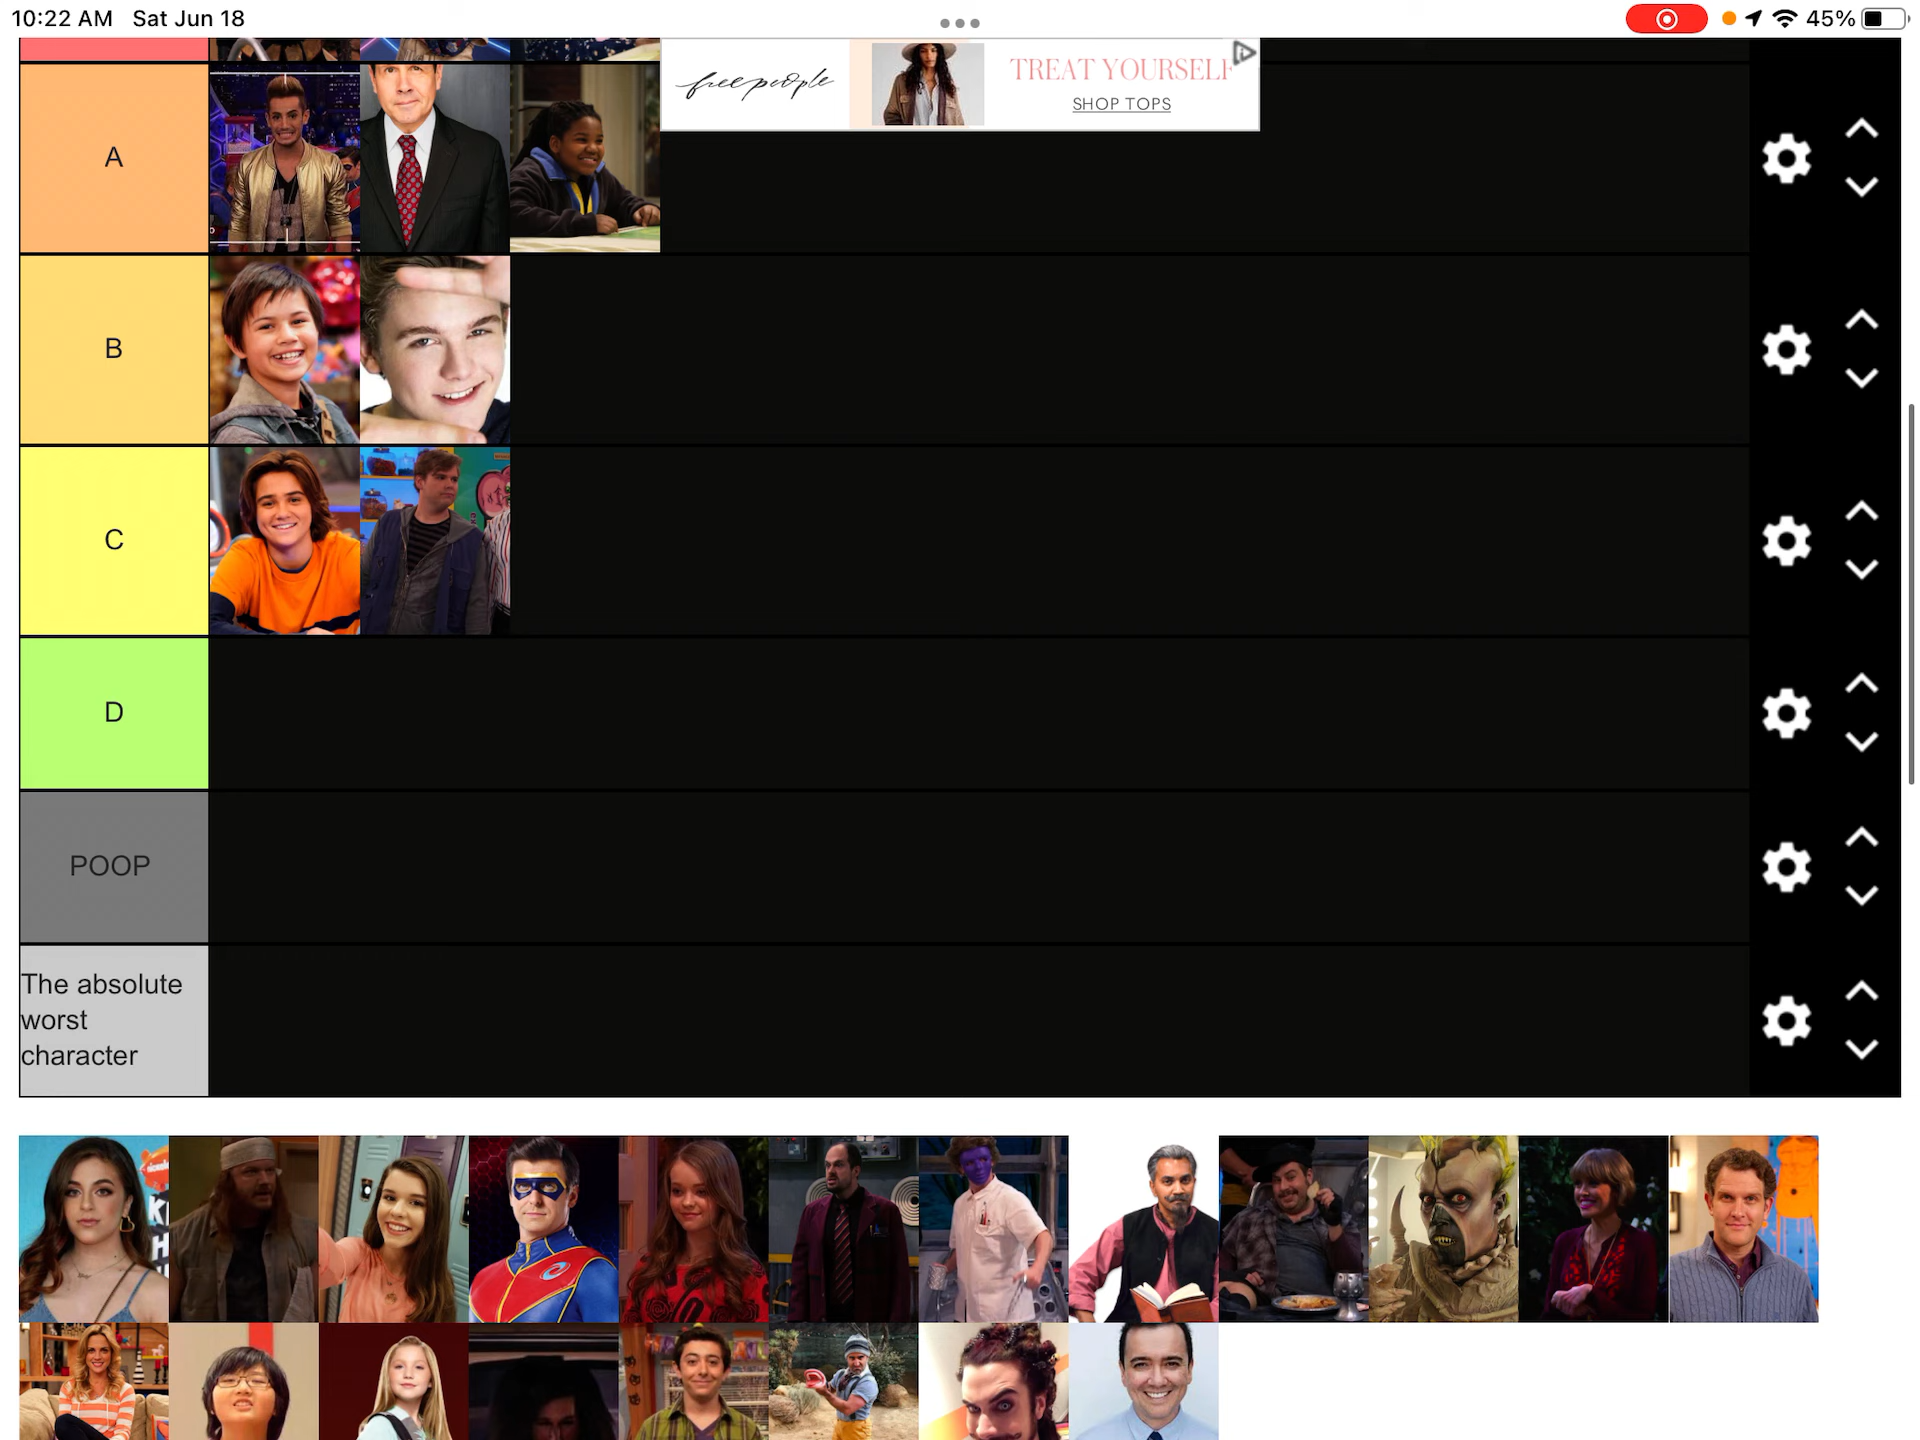 10:22 AM Sat Jun 18
45%
free people
TREAT YOURSELF
SHOP TOPS
A
B
C
D
POOP
The absolute
worst
character